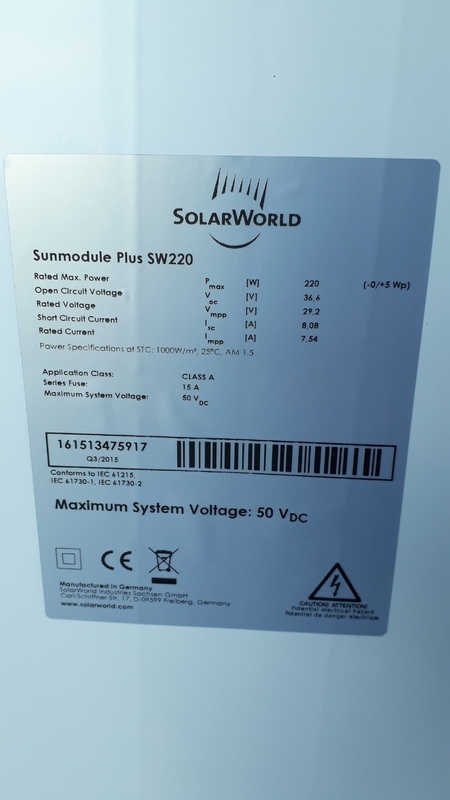 SOLARWORLD
Sunmodule Plus SW220
Rated Max. Power Pmax [W] 220 (-0/+5 Wp)
Open Circuit Voltage Voc [V] 36,6
Rated Voltage Vmpp [V] 29,2
Short Circuit Current Isc [A] 8,08
Rated Current Impp [A] 7,54
Power Specifications at STC: 1000W/m², 25°C, AM 1.5
Application Class: CLASS A
Series Fuse: 15 A
Maximum System Voltage: 50 VDC
161513475917
Q3/2015
Conforms to IEC 61215,
IEC 61730-1, IEC 61730-2
Maximum System Voltage: 50 VDC
CE
Manufactured in Germany
SolarWorld Industries Sachsen GmbH
Carl-Schiffner-Str. 17, D-09599 Freiberg, Germany
www.solarworld.com
CAUTION! ATTENTION!
Potential electrical hazard
Potentiel de danger électrique